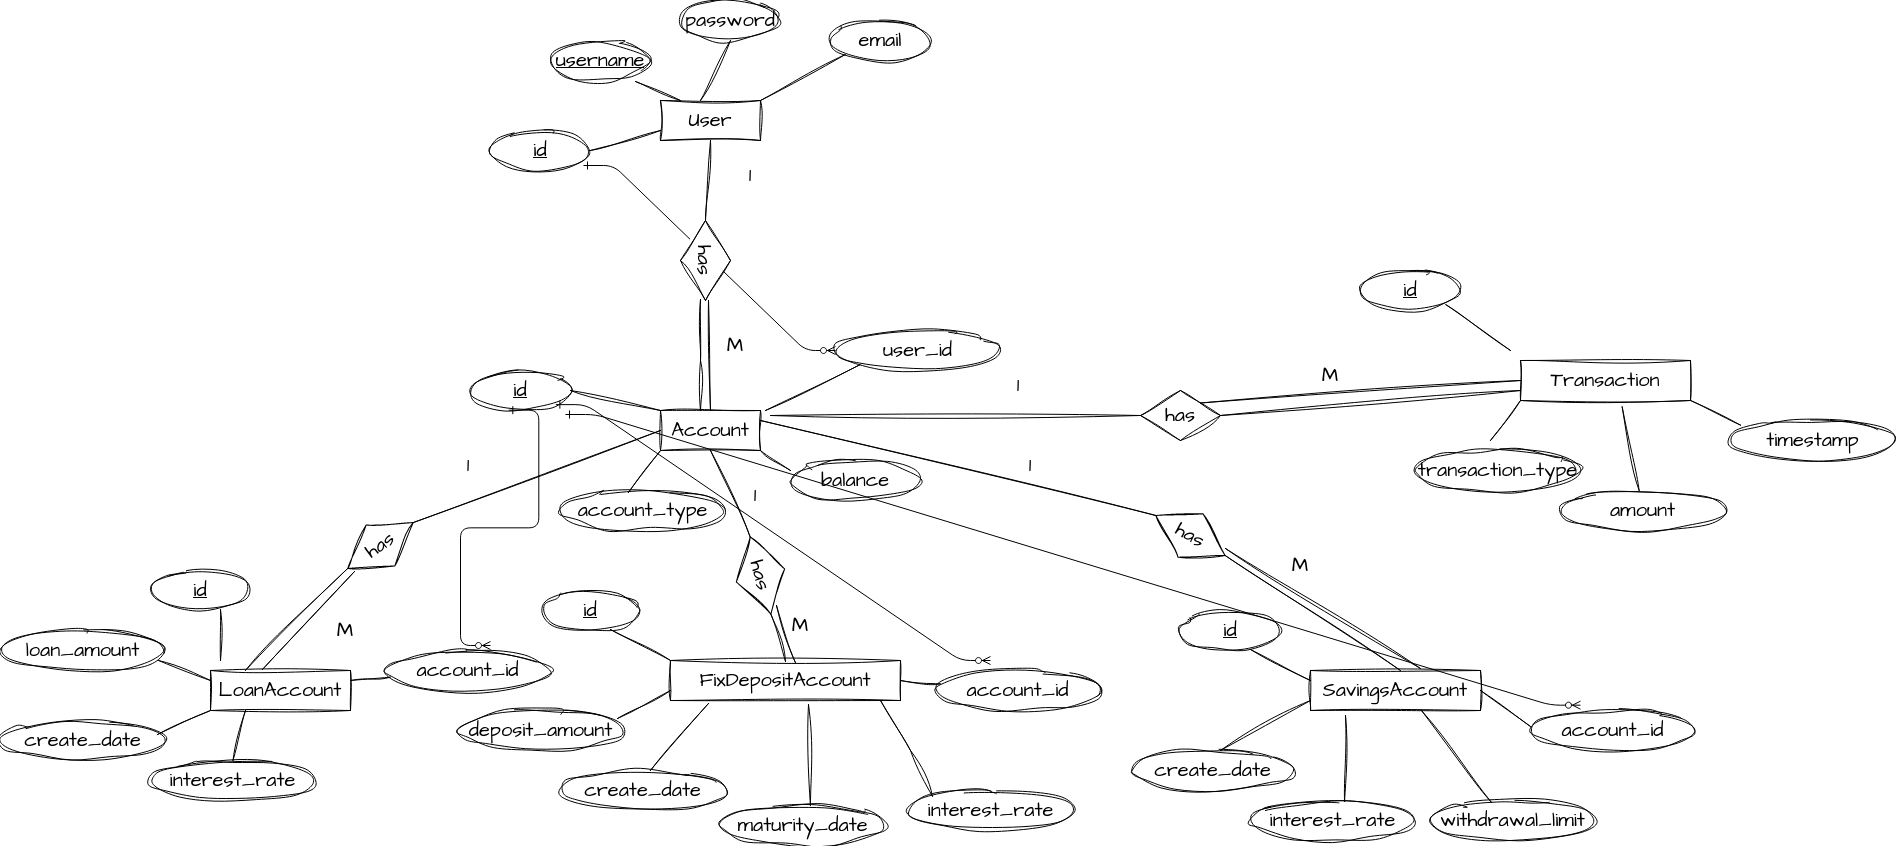 password
email
username
User
id
1
has
M
user_id
id
Account
balance
account_type
1
has
M
id
Transaction
transaction_type
amount
timestamp
1
has
M
id
loan_amount
LoanAccount
account_id
create_date
interest_rate
1
has
M
id
FixDepositAccount
account_id
deposit_amount
create_date
maturity_date
interest_rate
1
has
M
id
SavingsAccount
account_id
create_date
interest_rate
withdrawal_limit